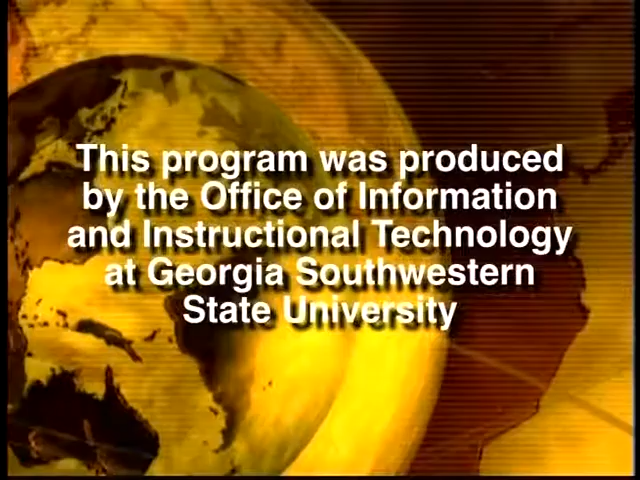 This program was produced
by the Office of Information
and Instructional Technology
at Georgia Southwestern
State University